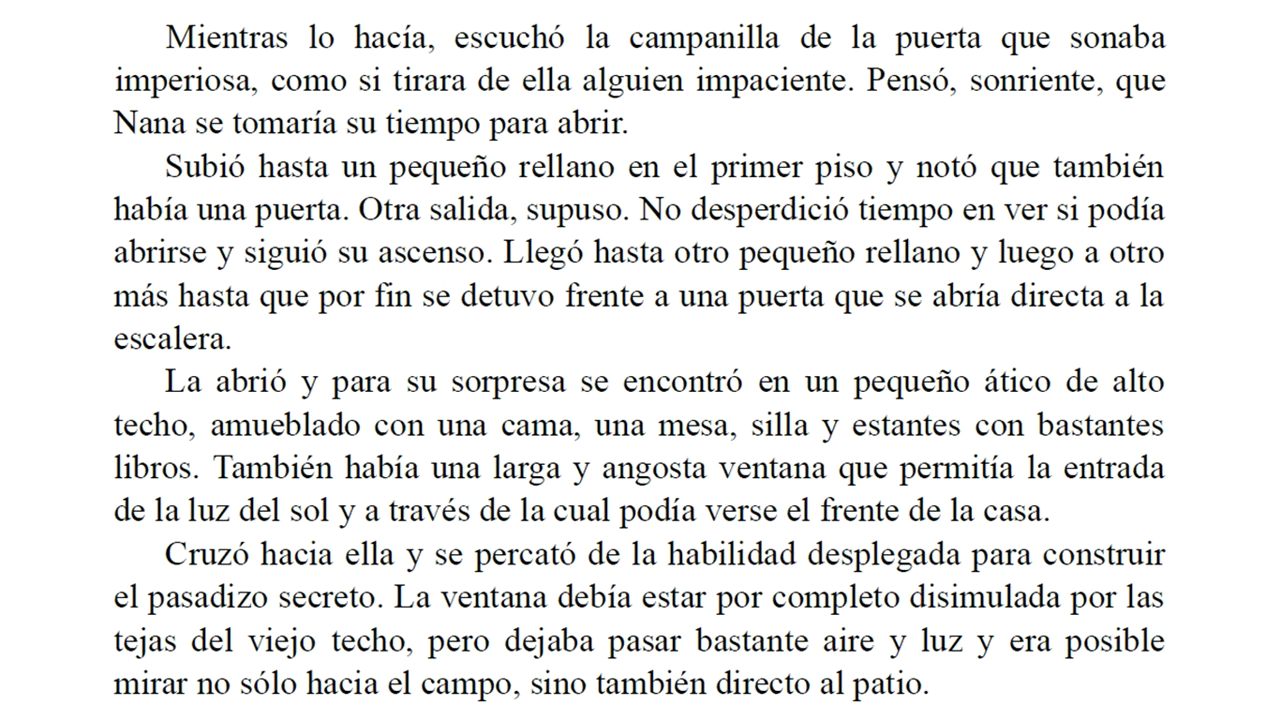 Mientras lo hacía, escuchó la campanilla de la puerta que sonaba
imperiosa, como si tirara de ella alguien impaciente. Pensó, sonriente, que
Nana se tomaría su tiempo para abrir.
Subió hasta un pequeño rellano en el primer piso y notó que también
había una puerta. Otra salida, supuso. No desperdició tiempo en ver si podía
abrirse y siguió su ascenso. Llegó hasta otro pequeño rellano y luego a otro
más hasta que por fin se detuvo frente a una puerta que se abría directa a la
escalera.
La abrió y para su sorpresa se encontró en un pequeño ático de alto
techo, amueblado con una cama, una mesa, silla y estantes con bastantes
libros. También había una larga y angosta ventana que permitía la entrada
de la luz del sol y a través de la cual podía verse el frente de la casa.
Cruzó hacia ella y se percató de la habilidad desplegada para construir
el pasadizo secreto. La ventana debía estar por completo disimulada por las
tejas del viejo techo, pero dejaba pasar bastante aire y luz y era posible
mirar no sólo hacia el campo, sino también directo al patio.